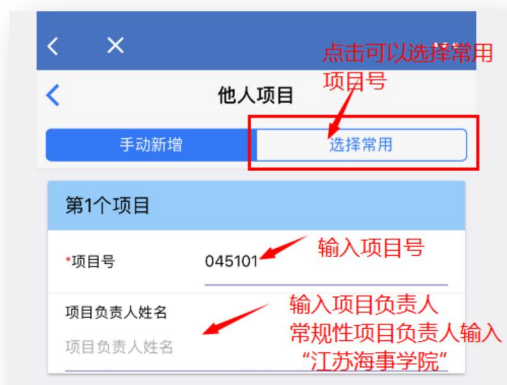 点击可以选择常用
项目号
他人项目
手动新增
选择常用
第1个项目
*项目号
045101
输入项目号
项目负责人姓名
项目负责人姓名
输入项目负责人
常规性项目负责人输入
“江苏海事学院”